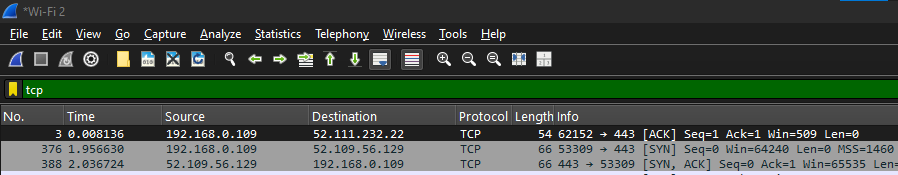 *Wi-Fi 2
File Edit View Go Capture Analyze Statistics Telephony Wireless Tools Help
tcp
No. Time Source Destination Protocol Length Info
3 0.008136 192.168.0.109 52.111.232.22 TCP 54 62152 → 443 [ACK] Seq=1 Ack=1 Win=509 Len=0
376 1.956630 192.168.0.109 52.109.56.129 TCP 66 53309 → 443 [SYN] Seq=0 Win=64240 Len=0 MSS=1460
388 2.036724 52.109.56.129 192.168.0.109 TCP 66 443 → 53309 [SYN, ACK] Seq=0 Ack=1 Win=65535 Len=